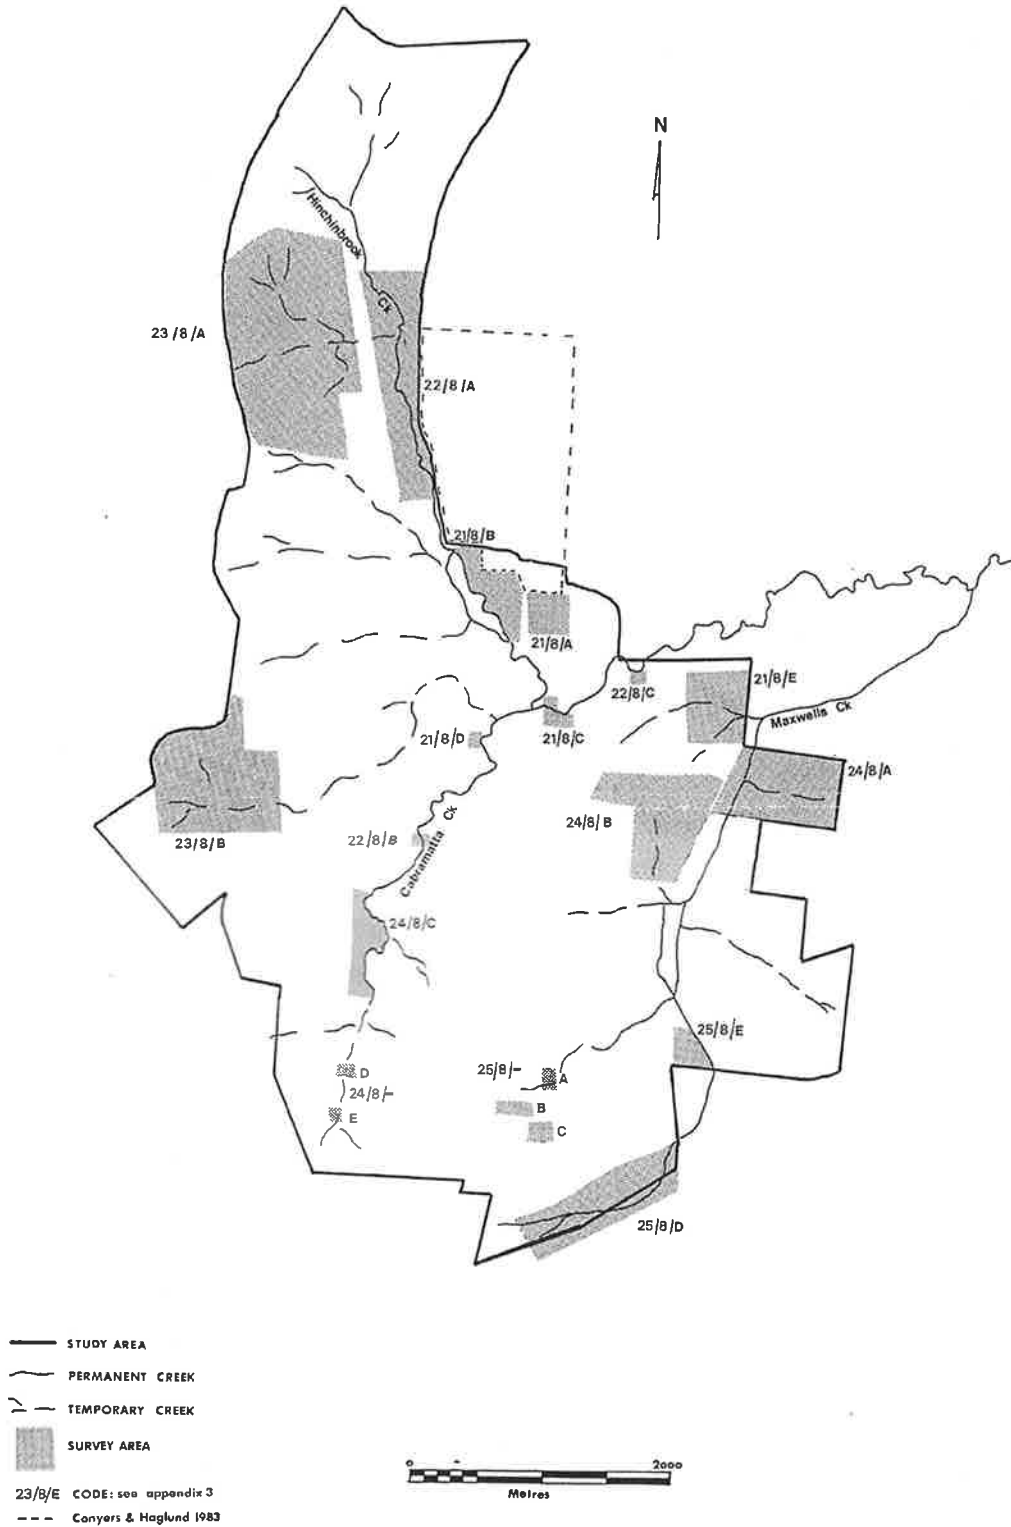 N
Hinchinbrook
Ck
23/8/A
22/8/A
21/8/B
21/8/A
22/8/C
21/8/E
Maxwells Ck
21/8/D
21/8/C
24/8/A
24/8/B
23/8/B
22/8/B
Cabramatta Ck
24/8/C
25/8/E
D
25/8/-
A
24/8/-
B
E
C
25/8/D
STUDY AREA
PERMANENT CREEK
TEMPORARY CREEK
SURVEY AREA
0 2000
Metres
23/8/E CODE: see appendix 3
Conyers & Haglund 1983